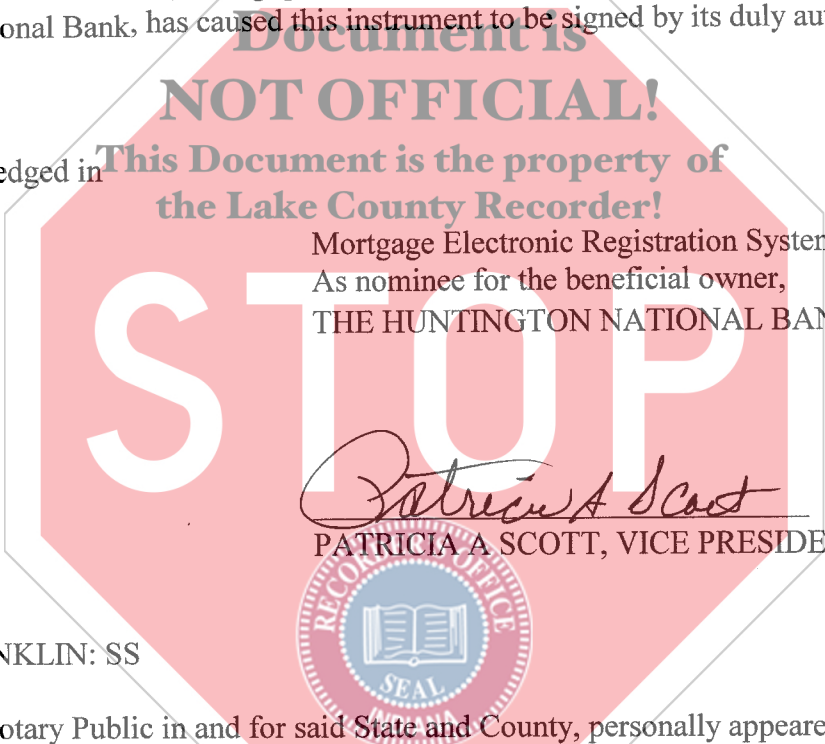 onal Bank, has caused this instrument to be signed by its duly au
Document is
NOT OFFICIAL!
edged in
This Document is the property of
the Lake County Recorder!
Mortgage Electronic Registration System
As nominee for the beneficial owner,
THE HUNTINGTON NATIONAL BAN
STOP
Patricia A Scott
PATRICIA A SCOTT, VICE PRESIDE
RECORDER'S OFFICE
SEAL
INDIANA
NKLIN: SS
otary Public in and for said State and County, personally appeare